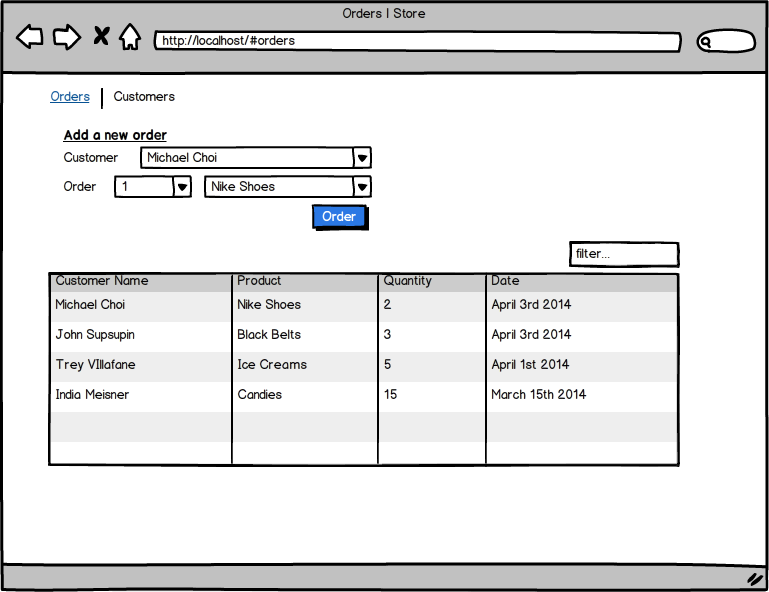 Orders | Store
http://localhost/#orders
Orders | Customers
Add a new order
Customer Michael Choi
Order 1 Nike Shoes
Order
filter...
Customer Name Product Quantity Date
Michael Choi Nike Shoes 2 April 3rd 2014
John Supsupin Black Belts 3 April 3rd 2014
Trey VIllafane Ice Creams 5 April 1st 2014
India Meisner Candies 15 March 15th 2014